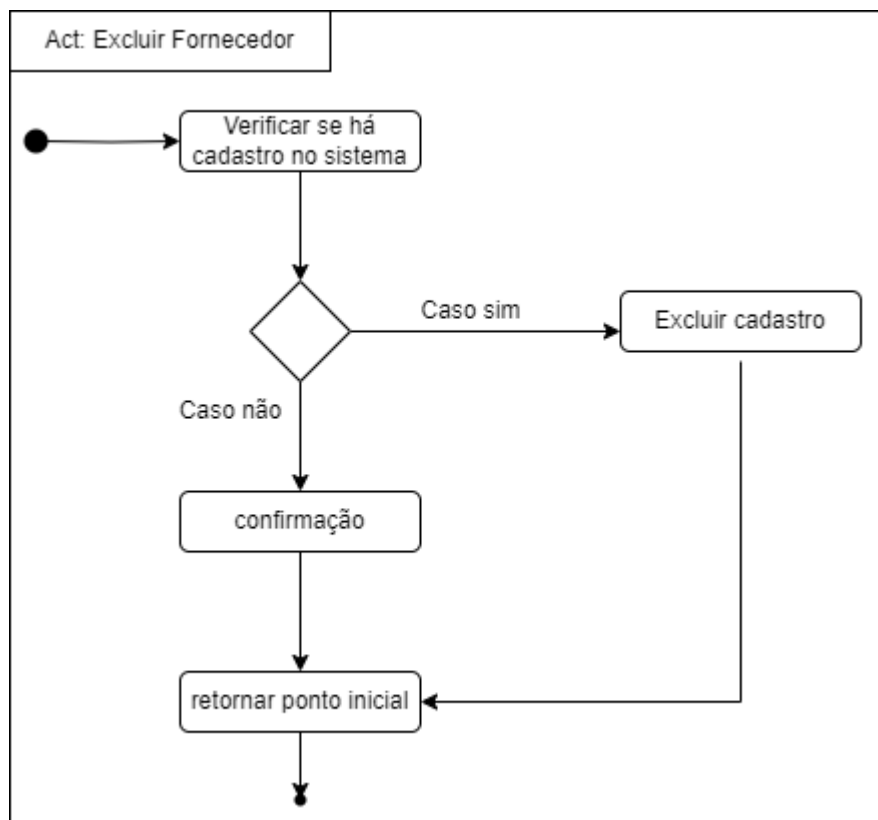 Act: Excluir Fornecedor
Verificar se há
cadastro no sistema
Caso sim
Excluir cadastro
Caso não
confirmação
retornar ponto inicial